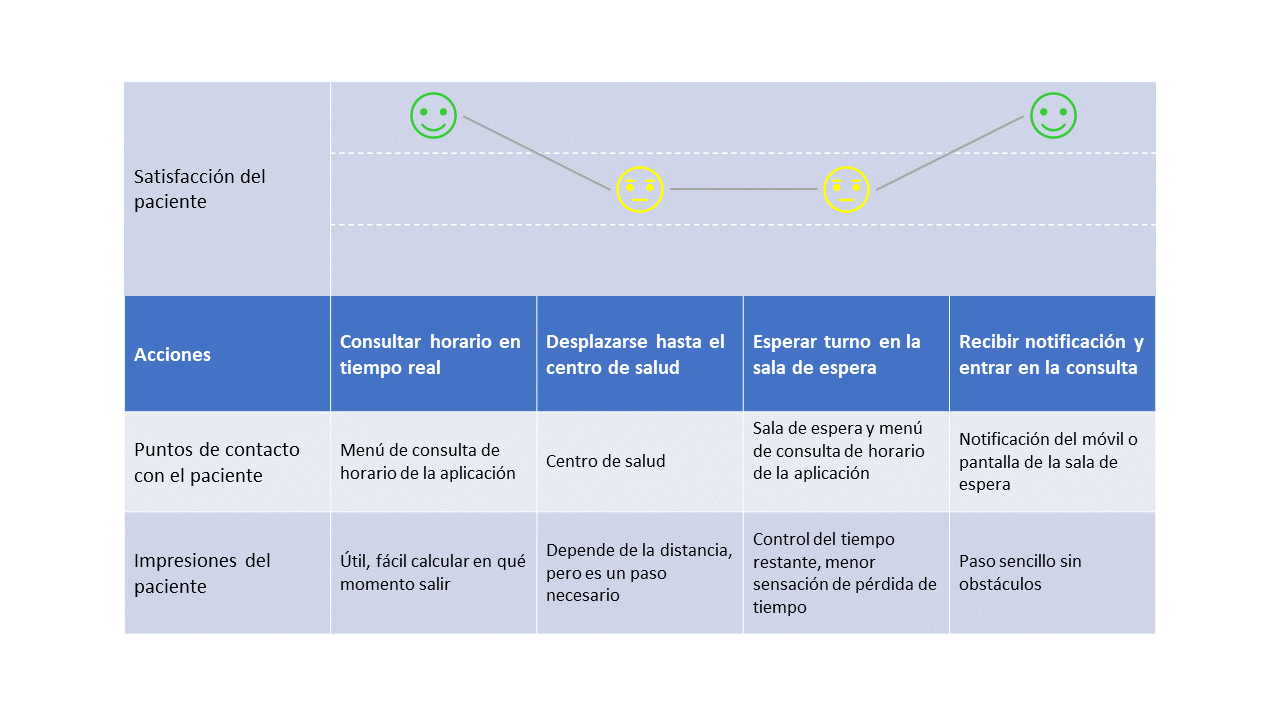 Satisfacción del
paciente
Acciones
Consultar horario en
tiempo real
Desplazarse hasta el
centro de salud
Esperar turno en la
sala de espera
Recibir notificación y
entrar en la consulta
Puntos de contacto
con el paciente
Menú de consulta de
horario de la aplicación
Centro de salud
Sala de espera y menú
de consulta de horario
de la aplicación
Notificación del móvil o
pantalla de la sala de
espera
Impresiones del
paciente
Útil, fácil calcular en qué
momento salir
Depende de la distancia,
pero es un paso
necesario
Control del tiempo
restante, menor
sensación de pérdida de
tiempo
Paso sencillo sin
obstáculos